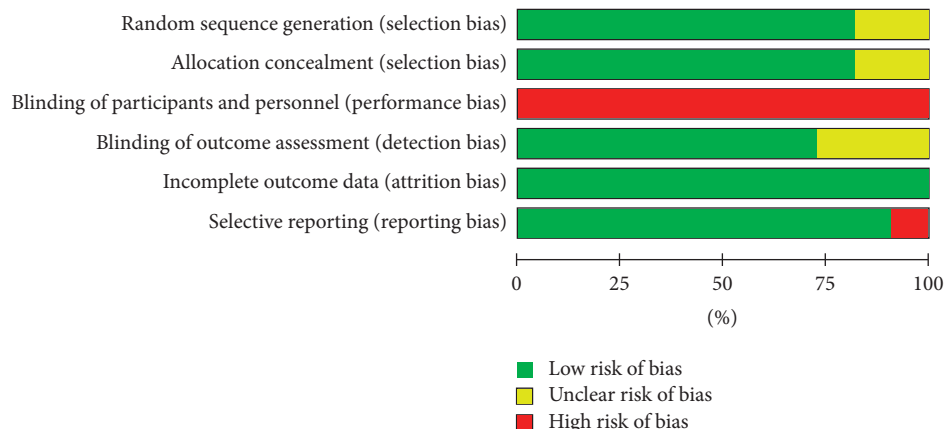 Random sequence generation (selection bias)
Allocation concealment (selection bias)
Blinding of participants and personnel (performance bias)
Blinding of outcome assessment (detection bias)
Incomplete outcome data (attrition bias)
Selective reporting (reporting bias)
0 25 50 75 100
(%)
Low risk of bias
Unclear risk of bias
High risk of bias